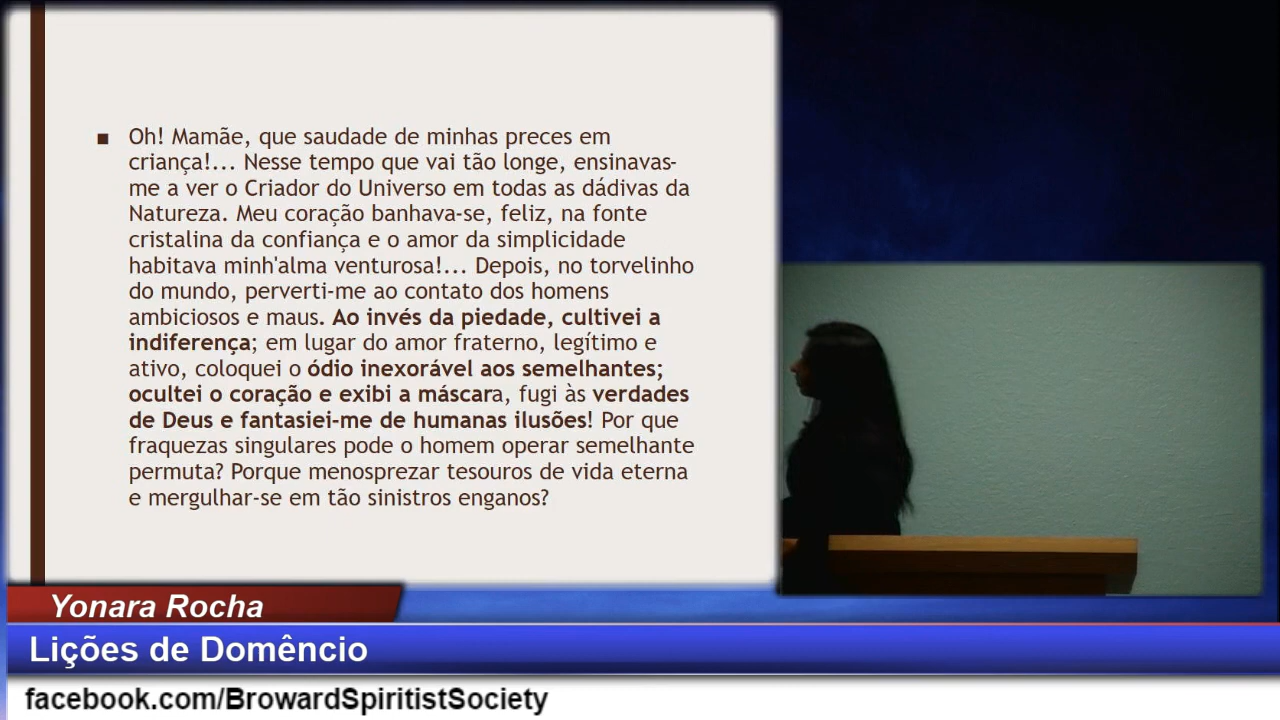 ■ Oh! Mamãe, que saudade de minhas preces em
criança!... Nesse tempo que vai tão longe, ensinavas-
me a ver o Criador do Universo em todas as dádivas da
Natureza. Meu coração banhava-se, feliz, na fonte
cristalina da confiança e o amor da simplicidade
habitava minh'alma venturosa!... Depois, no torvelinho
do mundo, perverti-me ao contato dos homens
ambiciosos e maus. Ao invés da piedade, cultivei a
indiferença; em lugar do amor fraterno, legítimo e
ativo, coloquei o ódio inexorável aos semelhantes;
ocultei o coração e exibi a máscara, fugi às verdades
de Deus e fantasiei-me de humanas ilusões! Por que
fraquezas singulares pode o homem operar semelhante
permuta? Porque menosprezar tesouros de vida eterna
e mergulhar-se em tão sinistros enganos?
Yonara Rocha
Lições de Domêncio
facebook.com/BrowardSpiritistSociety